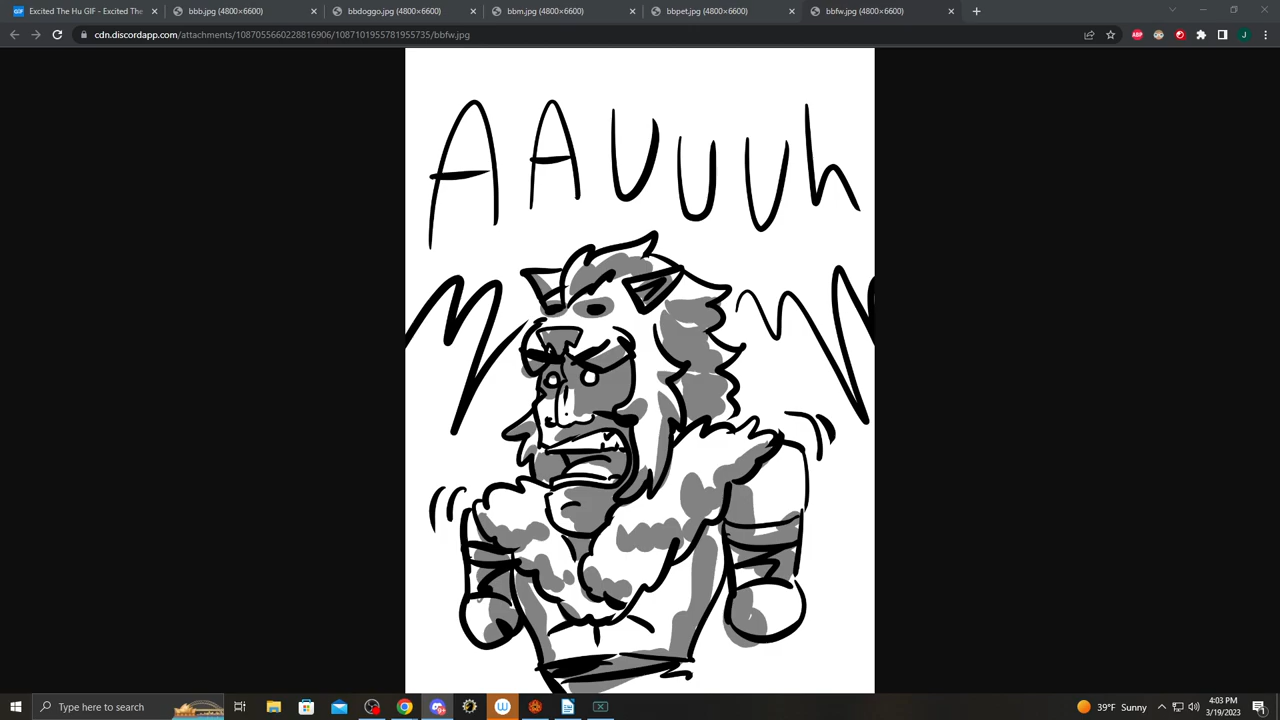 Excited The Hu GIF - Excited The
bbb.jpg (4800×6600)
bbdoggo.jpg (4800×6600)
bbm.jpg (4800×6600)
bbpet.jpg (4800×6600)
bbfw.jpg (4800×6600)
cdn.discordapp.com/attachments/1087055660228816906/1087101955781955735/bbfw.jpg
ABP
J
GIF
AAUUUh
Type here to search
W
39°F Sunny
4:03 PM
3/19/2023